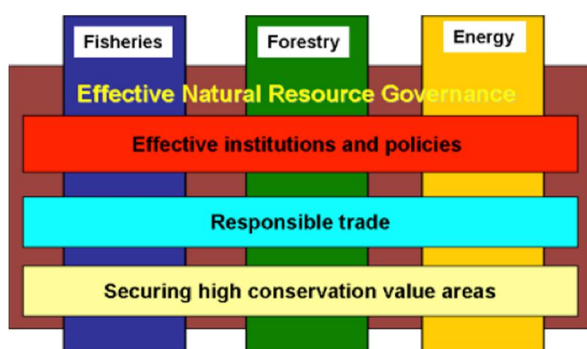 Fisheries
Forestry
Energy
Effective Natural Resource Governance
Effective institutions and policies
Responsible trade
Securing high conservation value areas